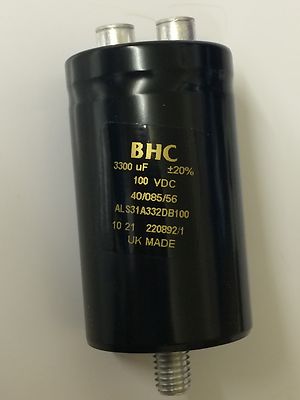 BHC
3300 uF ±20%
100 VDC
40/085/56
ALS31A332DB100
10 21 220892/1
UK MADE